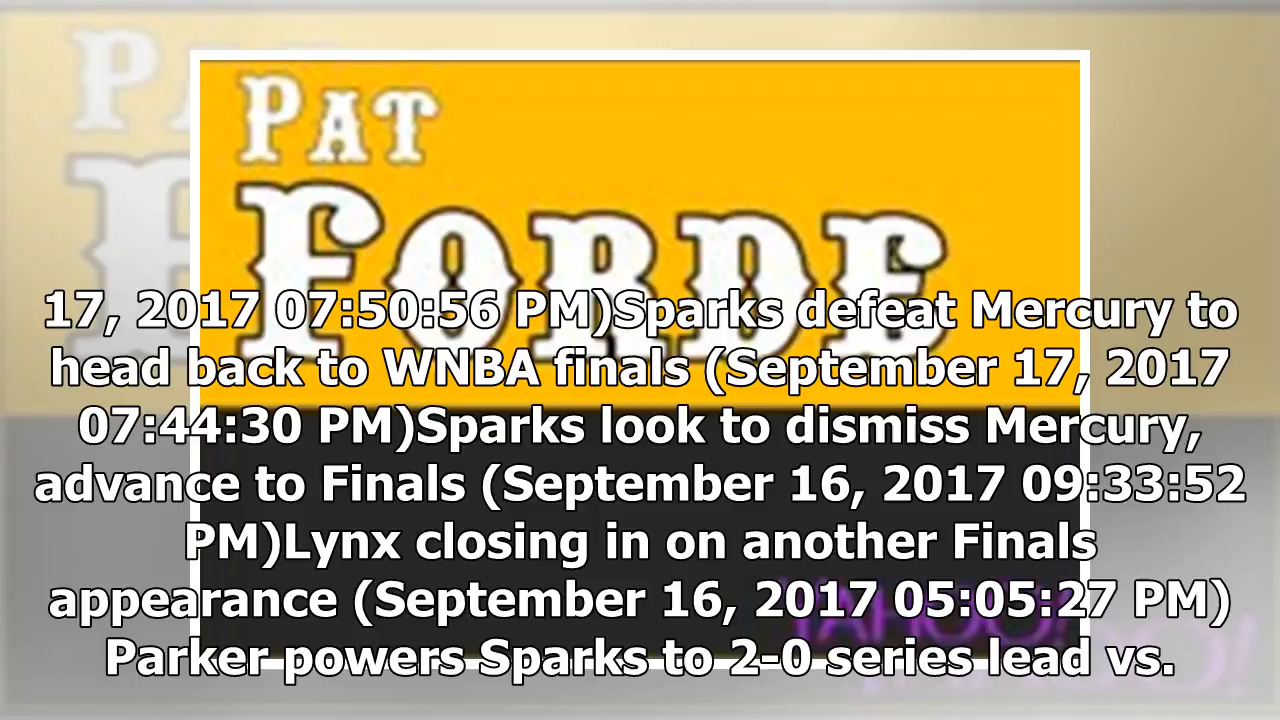 PAT
FORDE
17, 2017 07:50:56 PM)Sparks defeat Mercury to
head back to WNBA finals (September 17, 2017
07:44:30 PM)Sparks look to dismiss Mercury,
advance to Finals (September 16, 2017 09:33:52
PM)Lynx closing in on another Finals
appearance (September 16, 2017 05:05:27 PM)
Parker powers Sparks to 2-0 series lead vs.
YAHOO!